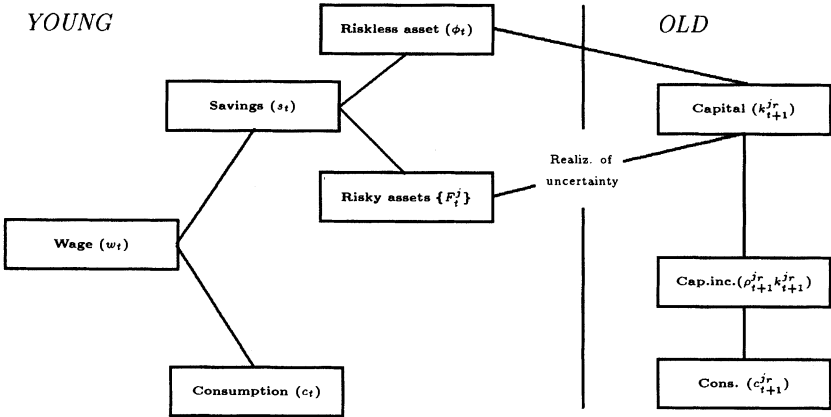 YOUNG
OLD
Riskless asset (ϕ_t)
Savings (s_t)
Capital (k^{jr}_{t+1})
Realiz. of
uncertainty
Risky assets {F^j_t}
Wage (w_t)
Cap.inc.(ρ^{jr}_{t+1}k^{jr}_{t+1})
Consumption (c_t)
Cons. (c^{jr}_{t+1})